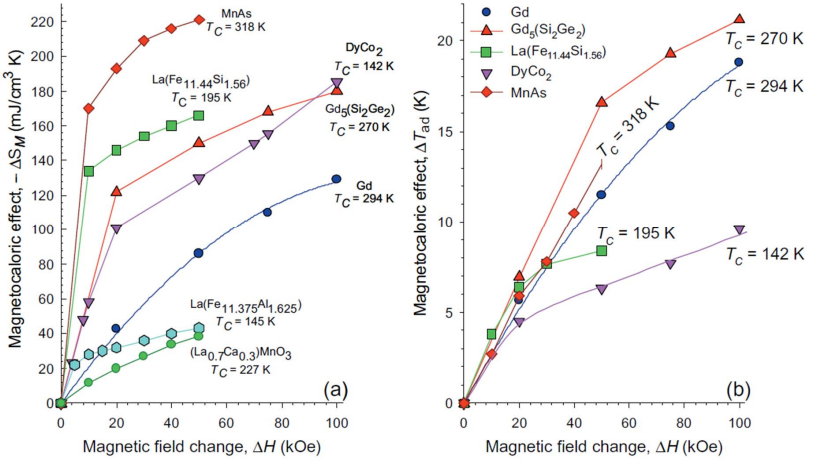 MnAs
T_C = 318 K
La(Fe11.44Si1.56)
T_C = 195 K
DyCo2
T_C = 142 K
Gd5(Si2Ge2)
T_C = 270 K
Gd
T_C = 294 K
La(Fe11.375Al1.625)
T_C = 145 K
(La0.7Ca0.3)MnO3
T_C = 227 K
(a)
Magnetocaloric effect, − ΔS_M (mJ/cm³ K)
220
200
180
160
140
120
100
80
60
40
20
0
0 20 40 60 80 100
Magnetic field change, ΔH (kOe)
Gd
Gd5(Si2Ge2)
La(Fe11.44Si1.56)
DyCo2
MnAs
T_C = 270 K
T_C = 294 K
T_C = 318 K
T_C = 195 K
T_C = 142 K
(b)
Magnetocaloric effect, ΔT_ad (K)
20
15
10
5
0
0 20 40 60 80 100
Magnetic field change, ΔH (kOe)